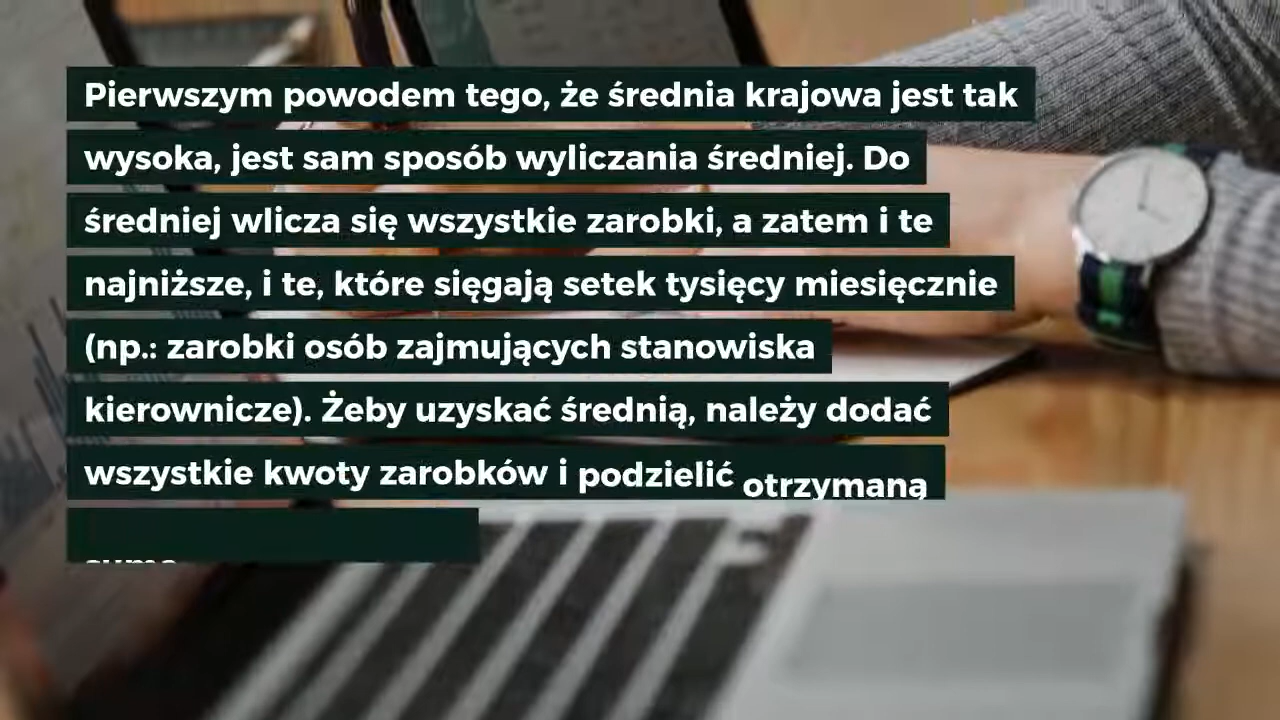 Pierwszym powodem tego, że średnia krajowa jest tak
wysoka, jest sam sposób wyliczania średniej. Do
średniej wlicza się wszystkie zarobki, a zatem i te
najniższe, i te, które sięgają setek tysięcy miesięcznie
(np.: zarobki osób zajmujących stanowiska
kierownicze). Żeby uzyskać średnią, należy dodać
wszystkie kwoty zarobków i podzielić otrzymaną